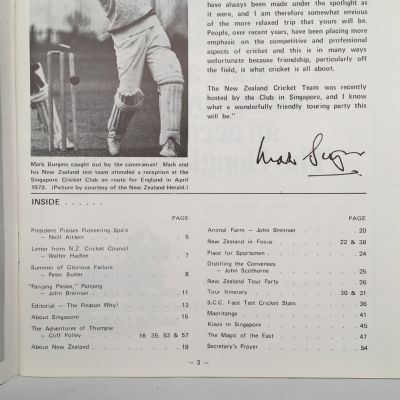 have always been made under the spotlight as
it were, and I am therefore somewhat envious
of the more relaxed trip that yours will be.
People, over recent years, have been placing more
emphasis on the competitive and professional
aspects of cricket and this is in many ways
unfortunate because friendship, particularly off
the field, is what cricket is all about.
The New Zealand Cricket Team was recently
hosted by the Club in Singapore, and I know
what a wonderfully friendly touring party this
will be."
Mark Burgess
Mark Burgess caught out by the cameraman! Mark and
his New Zealand test team attended a reception at the
Singapore Cricket Club en route for England in April
1978. (Picture by courtesy of the New Zealand Herald.)
INSIDE . . . . . .
PAGE
President Praises Pioneering Spirit
– Neill Aitken . . . 5
Letter from N.Z. Cricket Council
– Walter Hadlee . . . 7
Summer of Glorious Failure
– Peter Butler . . . 8
"Panjang Please," Panjang
– John Brennan . . . 11
Editorial – The Reason Why! . . . 13
About Singapore . . . 15
The Adventures of Thumpie
– Cliff Polley . . . 16, 35, 53 & 57
About New Zealand . . . 19
PAGE
Animal Farm – John Brennan . . . 20
New Zealand in Focus . . . 22 & 38
Place for Sportsmen . . . 24
Distilling the Convenees
– John Scothorne . . . 25
New Zealand Tour Party . . . 26
Tour Itinerary . . . 30 & 31
S.C.C. Face Test Cricket Stars . . . 36
Maoritanga . . . 41
Kiwis in Singapore . . . 45
The Magic of the East . . . 47
Secretary's Prayer . . . 54
– 3 –